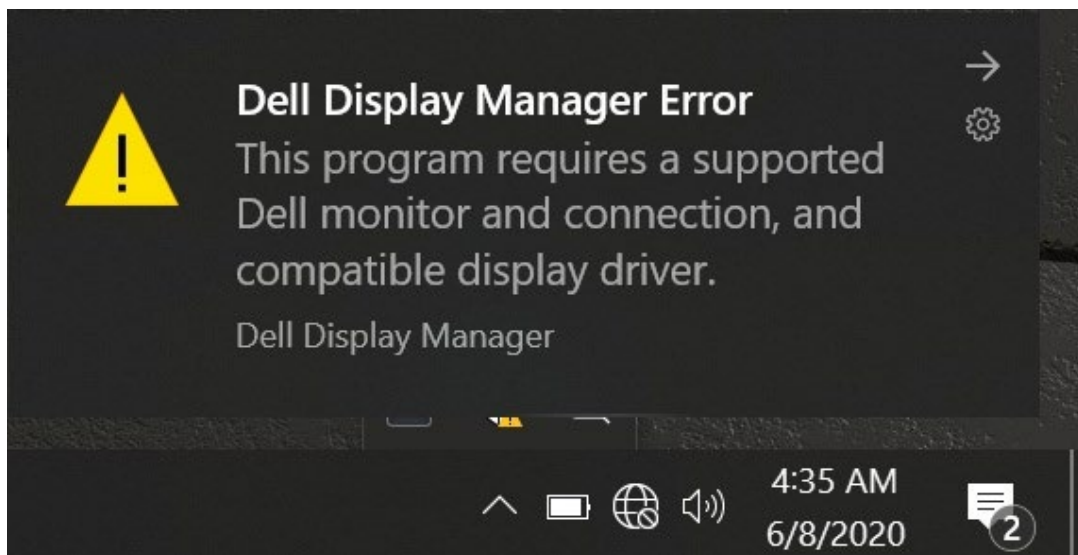 Dell Display Manager Error
This program requires a supported
Dell monitor and connection, and
compatible display driver.
Dell Display Manager
4:35 AM
6/8/2020
2